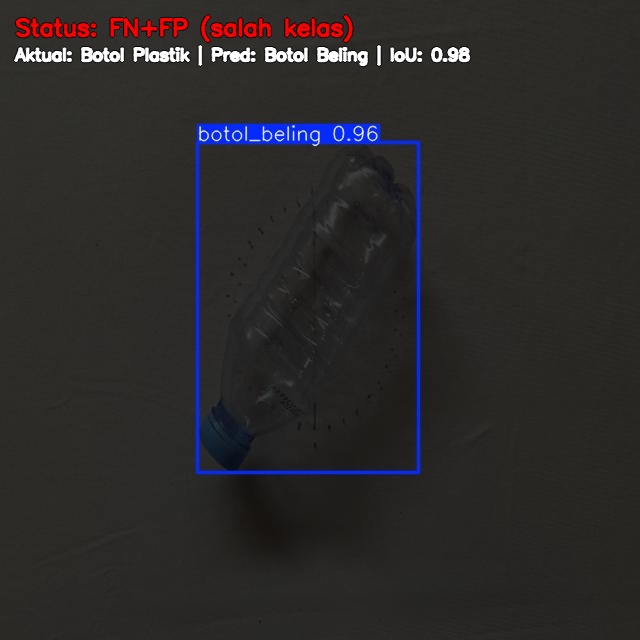 Status: FN+FP (salah kelas)
Aktual: Botol Plastik | Pred: Botol Beling | IoU: 0.98
botol_beling 0.96